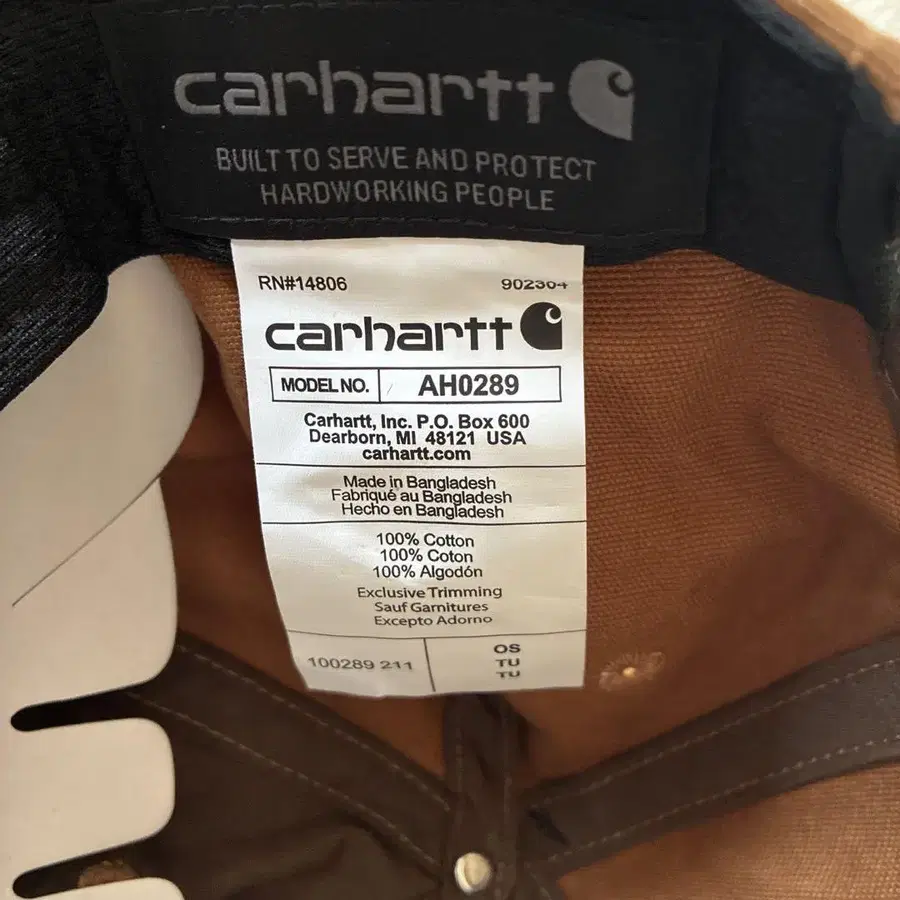 carhartt
BUILT TO SERVE AND PROTECT
HARDWORKING PEOPLE
RN#14806 902304
carhartt
MODEL NO. AH0289
Carhartt, Inc. P.O. Box 600
Dearborn, MI 48121 USA
carhartt.com
Made in Bangladesh
Fabriqué au Bangladesh
Hecho en Bangladesh
100% Cotton
100% Coton
100% Algodón
Exclusive Trimming
Sauf Garnitures
Excepto Adorno
100289 211 OS
TU
TU